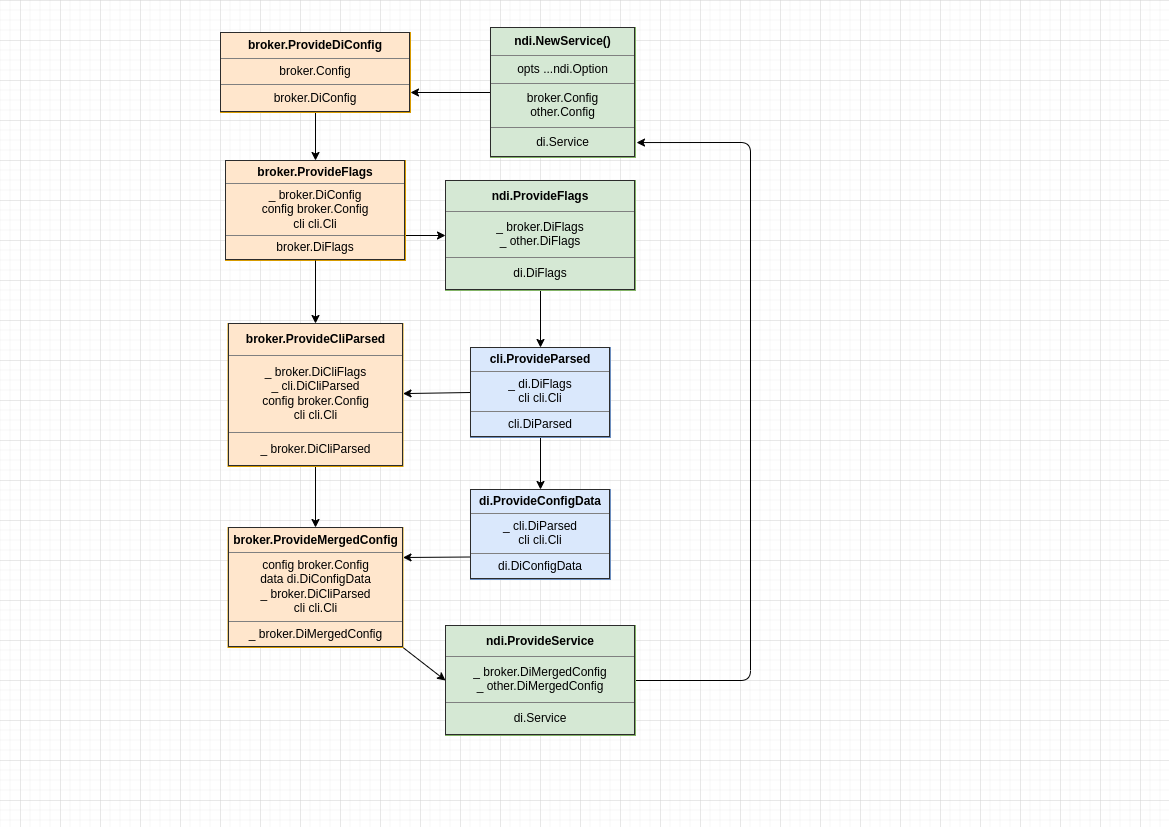 broker.ProvideDiConfig
broker.Config
broker.DiConfig
ndi.NewService()
opts ...ndi.Option
broker.Config
other.Config
di.Service
broker.ProvideFlags
_ broker.DiConfig
config broker.Config
cli cli.Cli
broker.DiFlags
ndi.ProvideFlags
_ broker.DiFlags
_ other.DiFlags
di.DiFlags
broker.ProvideCliParsed
_ broker.DiCliFlags
_ cli.DiCliParsed
config broker.Config
cli cli.Cli
_ broker.DiCliParsed
cli.ProvideParsed
_ di.DiFlags
cli cli.Cli
cli.DiParsed
di.ProvideConfigData
_ cli.DiParsed
cli cli.Cli
di.DiConfigData
broker.ProvideMergedConfig
config broker.Config
data di.DiConfigData
_ broker.DiCliParsed
cli cli.Cli
_ broker.DiMergedConfig
ndi.ProvideService
_ broker.DiMergedConfig
_ other.DiMergedConfig
di.Service